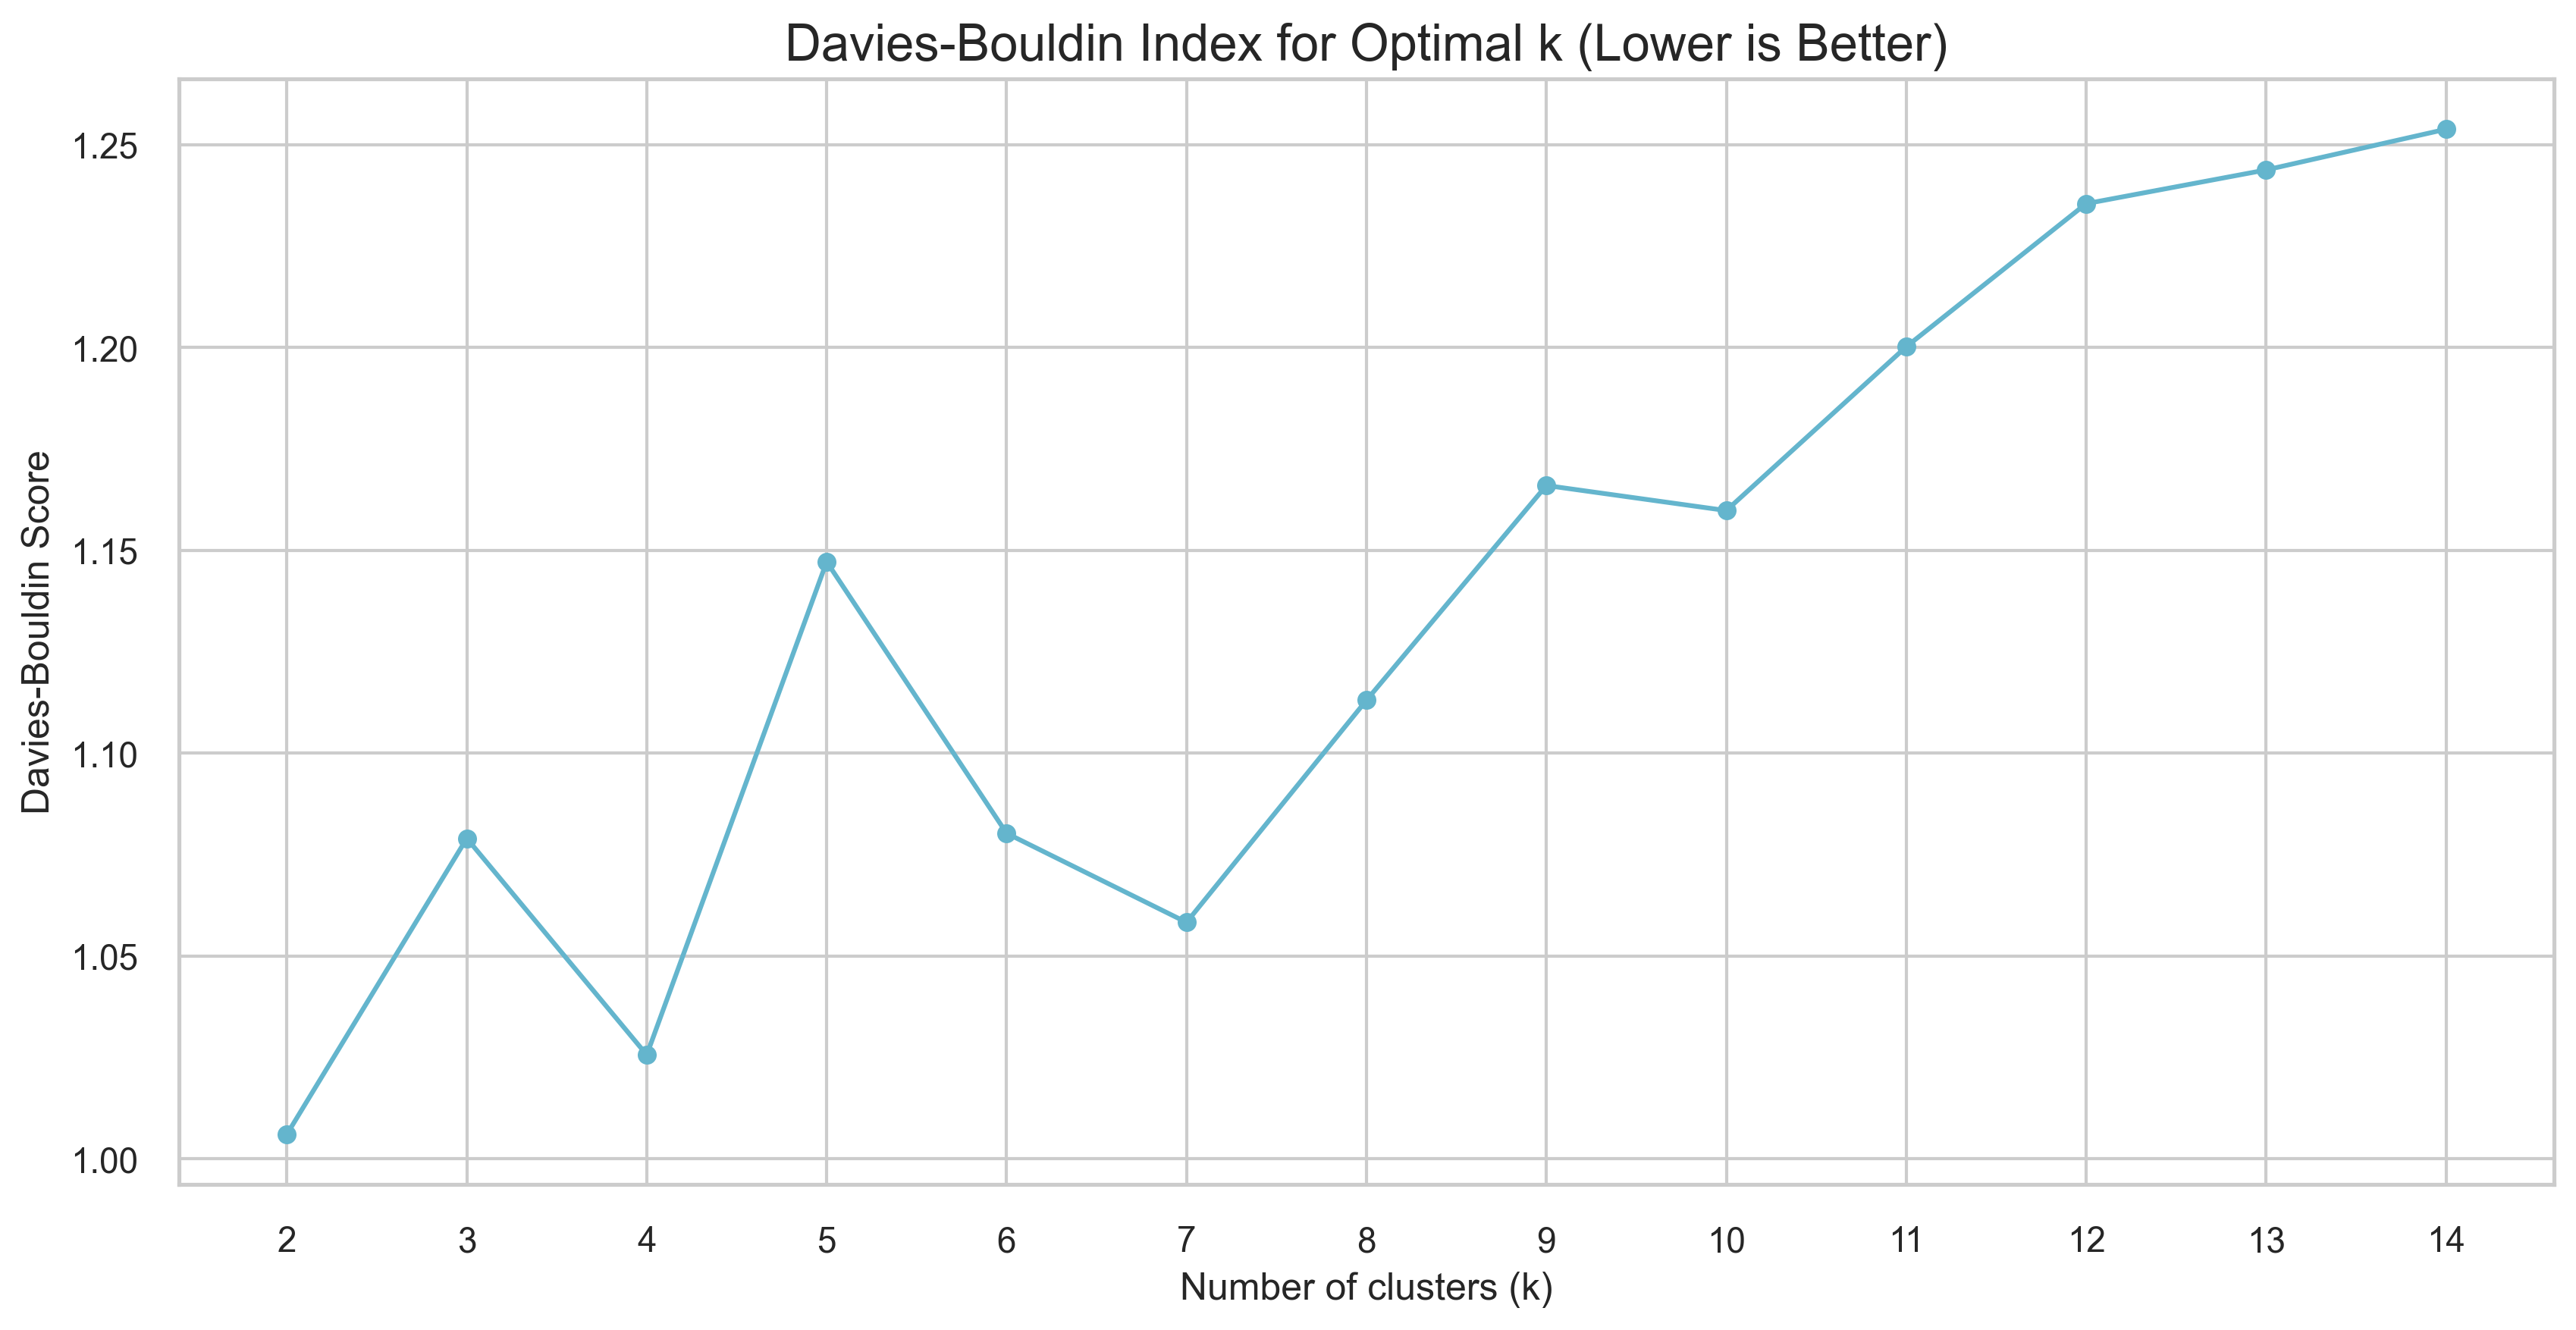 Davies-Bouldin Index for Optimal k (Lower is Better)
Davies-Bouldin Score
1.25
1.20
1.15
1.10
1.05
1.00
2 3 4 5 6 7 8 9 10 11 12 13 14
Number of clusters (k)